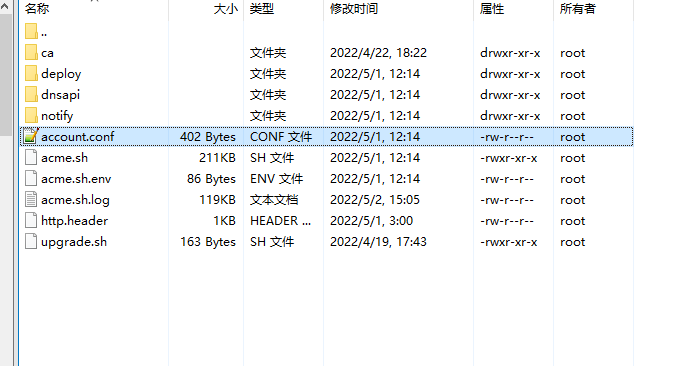 名称 大小 类型 修改时间 属性 所有者
..
ca 文件夹 2022/4/22, 18:22 drwxr-xr-x root
deploy 文件夹 2022/5/1, 12:14 drwxr-xr-x root
dnsapi 文件夹 2022/5/1, 12:14 drwxr-xr-x root
notify 文件夹 2022/5/1, 12:14 drwxr-xr-x root
account.conf 402 Bytes CONF 文件 2022/5/1, 12:14 -rw-r--r-- root
acme.sh 211KB SH 文件 2022/5/1, 12:14 -rwxr-xr-x root
acme.sh.env 86 Bytes ENV 文件 2022/5/1, 12:14 -rw-r--r-- root
acme.sh.log 119KB 文本文档 2022/5/2, 15:05 -rw-r--r-- root
http.header 1KB HEADER ... 2022/5/1, 3:00 -rw-r--r-- root
upgrade.sh 163 Bytes SH 文件 2022/4/19, 17:43 -rwxr-xr-x root